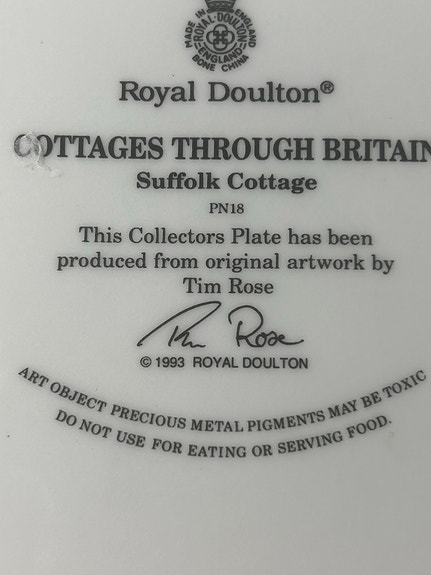 MADE IN ENGLAND
ROYAL·DOULTON
ENGLAND
BONE CHINA
Royal Doulton®
COTTAGES THROUGH BRITAIN
Suffolk Cottage
PN18
This Collectors Plate has been
produced from original artwork by
Tim Rose
Tim Rose
© 1993 ROYAL DOULTON
ART OBJECT PRECIOUS METAL PIGMENTS MAY BE TOXIC
DO NOT USE FOR EATING OR SERVING FOOD.